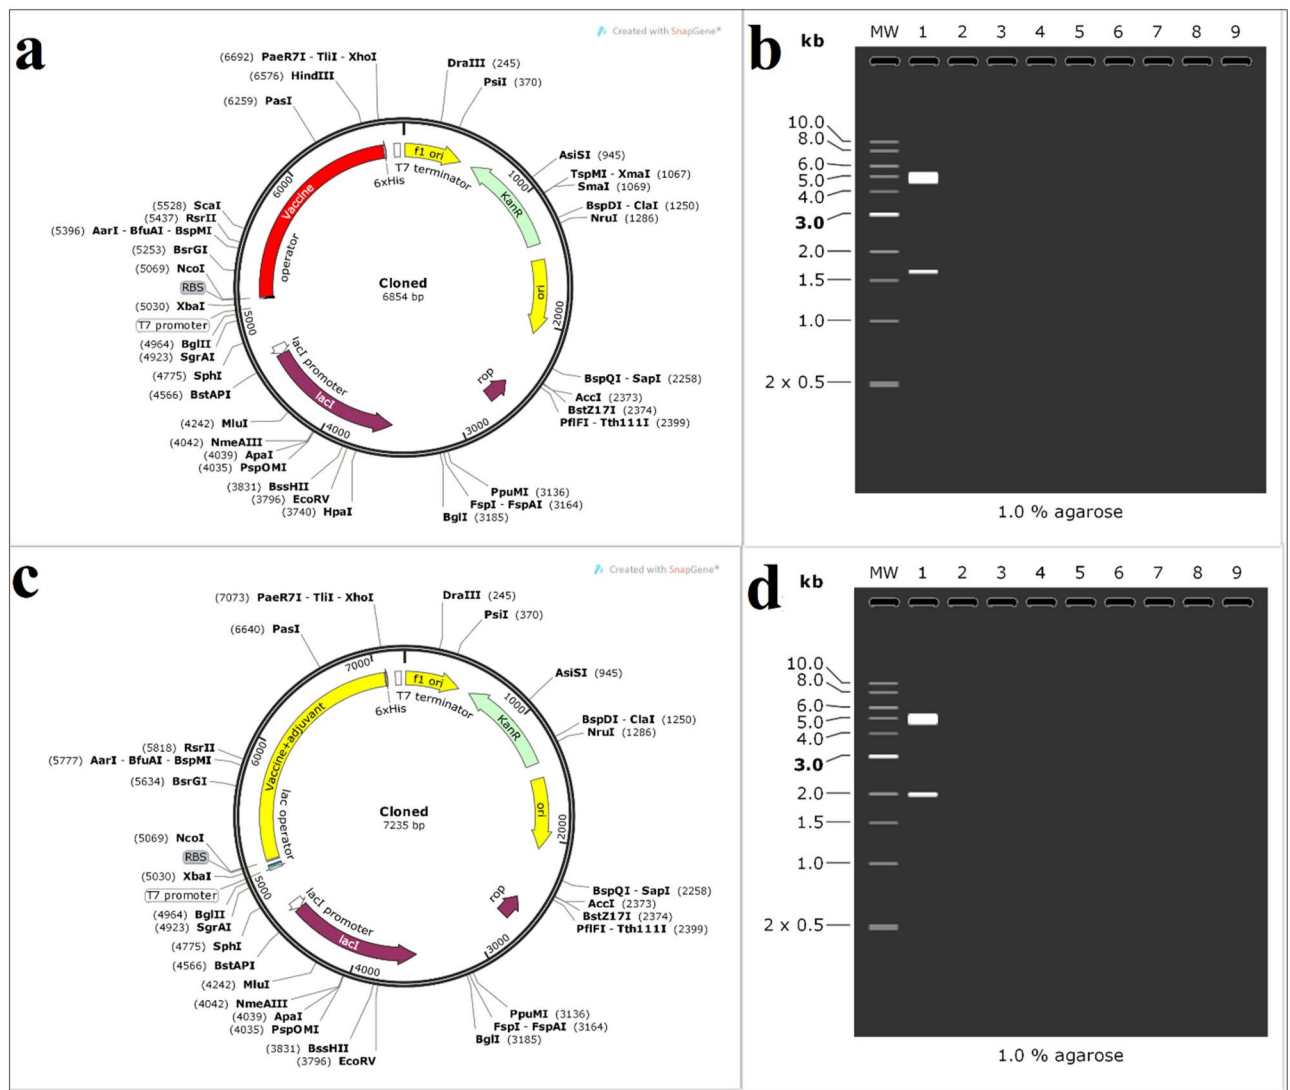 a
Created with SnapGene®
(6692) PaeR7I - TliI - XhoI
(6576) HindIII
(6259) PasI
DraIII (245)
PsiI (370)
AsiSI (945)
TspMI - XmaI (1067)
SmaI (1069)
BspDI - ClaI (1250)
NruI (1286)
(5528) ScaI
(5437) RsrII
(5396) AarI - BfuAI - BspMI
(5253) BsrGI
(5069) NcoI
RBS
(5030) XbaI
T7 promoter
(4964) BglII
(4923) SgrAI
(4775) SphI
(4566) BstAPI
(4242) MluI
(4042) NmeAIII
(4039) ApaI
(4035) PspOMI
(3831) BssHII
(3796) EcoRV
(3740) HpaI
BspQI - SapI (2258)
AccI (2373)
BstZ17I (2374)
PflFI - Tth111I (2399)
PpuMI (3136)
FspI - FspAI (3164)
BglI (3185)
f1 ori
T7 terminator
6xHis
KanR
ori
rop
lacI
lacI promoter
operator
Vaccine
1000
2000
3000
4000
5000
6000
Cloned
6854 bp
b
kb
MW 1 2 3 4 5 6 7 8 9
10.0
8.0
6.0
5.0
4.0
3.0
2.0
1.5
1.0
2 x 0.5
1.0 % agarose
c
Created with SnapGene®
(7073) PaeR7I - TliI - XhoI
(6640) PasI
DraIII (245)
PsiI (370)
AsiSI (945)
BspDI - ClaI (1250)
NruI (1286)
(5818) RsrII
(5777) AarI - BfuAI - BspMI
(5634) BsrGI
(5069) NcoI
RBS
(5030) XbaI
T7 promoter
(4964) BglII
(4923) SgrAI
(4775) SphI
(4566) BstAPI
(4242) MluI
(4042) NmeAIII
(4039) ApaI
(4035) PspOMI
(3831) BssHII
(3796) EcoRV
BspQI - SapI (2258)
AccI (2373)
BstZ17I (2374)
PflFI - Tth111I (2399)
PpuMI (3136)
FspI - FspAI (3164)
BglI (3185)
f1 ori
T7 terminator
6xHis
KanR
ori
rop
lacI
lacI promoter
lac operator
Vaccine+adjuvant
1000
2000
3000
4000
5000
6000
7000
Cloned
7235 bp
d
kb
MW 1 2 3 4 5 6 7 8 9
10.0
8.0
6.0
5.0
4.0
3.0
2.0
1.5
1.0
2 x 0.5
1.0 % agarose